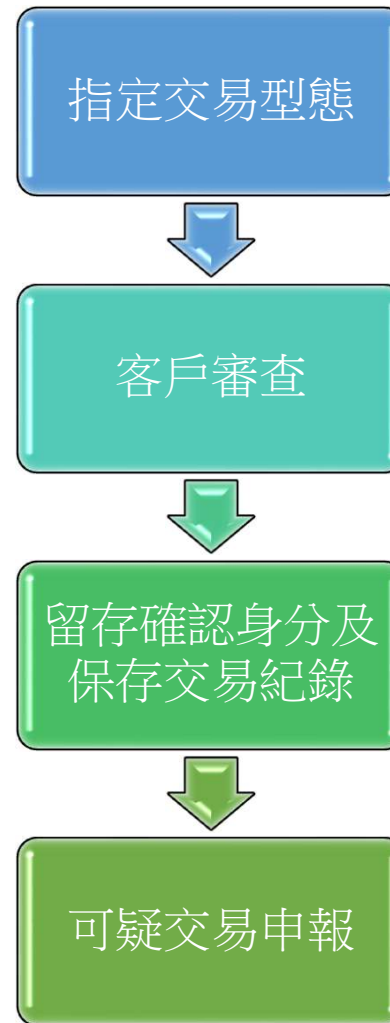 指定交易型態
客戶審查
留存確認身分及
保存交易紀錄
可疑交易申報